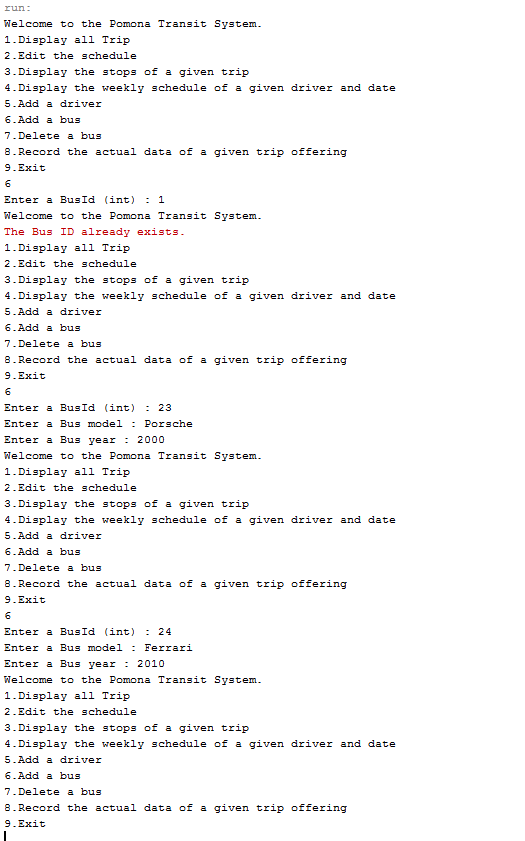 run:
Welcome to the Pomona Transit System.
1.Display all Trip
2.Edit the schedule
3.Display the stops of a given trip
4.Display the weekly schedule of a given driver and date
5.Add a driver
6.Add a bus
7.Delete a bus
8.Record the actual data of a given trip offering
9.Exit
6
Enter a BusId (int) : 1
Welcome to the Pomona Transit System.
The Bus ID already exists.
1.Display all Trip
2.Edit the schedule
3.Display the stops of a given trip
4.Display the weekly schedule of a given driver and date
5.Add a driver
6.Add a bus
7.Delete a bus
8.Record the actual data of a given trip offering
9.Exit
6
Enter a BusId (int) : 23
Enter a Bus model : Porsche
Enter a Bus year : 2000
Welcome to the Pomona Transit System.
1.Display all Trip
2.Edit the schedule
3.Display the stops of a given trip
4.Display the weekly schedule of a given driver and date
5.Add a driver
6.Add a bus
7.Delete a bus
8.Record the actual data of a given trip offering
9.Exit
6
Enter a BusId (int) : 24
Enter a Bus model : Ferrari
Enter a Bus year : 2010
Welcome to the Pomona Transit System.
1.Display all Trip
2.Edit the schedule
3.Display the stops of a given trip
4.Display the weekly schedule of a given driver and date
5.Add a driver
6.Add a bus
7.Delete a bus
8.Record the actual data of a given trip offering
9.Exit